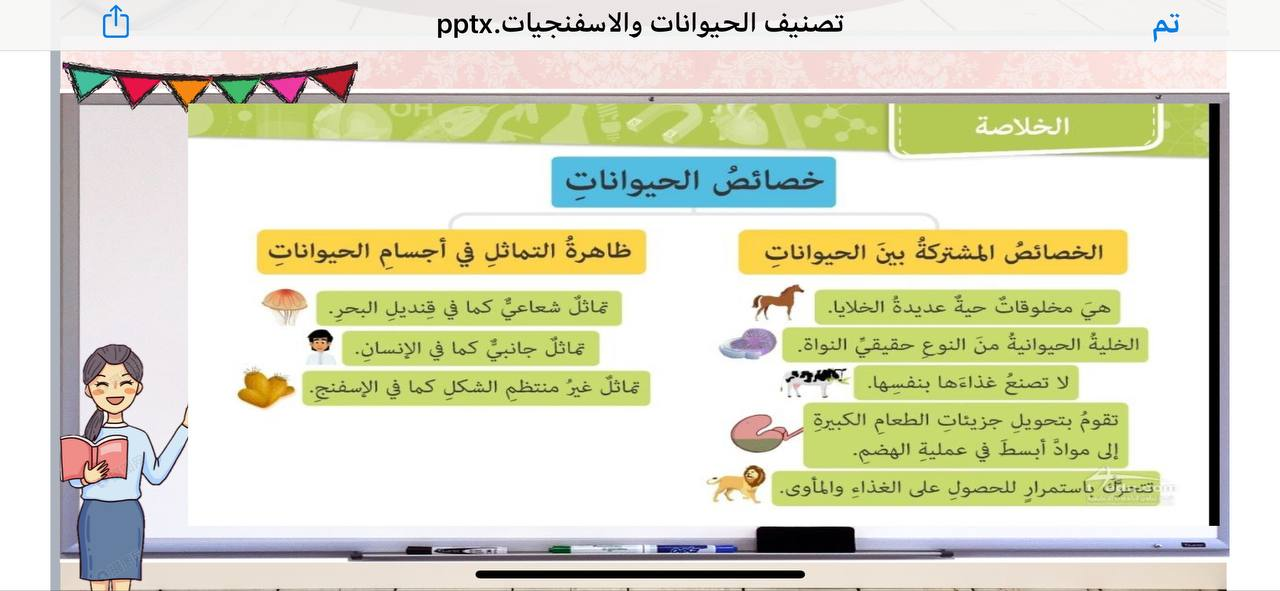 تصنيف الحيوانات والاسفنجيات.pptx
تم
الخلاصة
خصائصُ الحيواناتِ
الخصائصُ المشتركةُ بينَ الحيواناتِ
هيَ مخلوقاتٌ حيةٌ عديدةُ الخلايا.
الخليةُ الحيوانيةُ منَ النوعِ حقيقيِّ النواة.
لا تصنعُ غذاءَها بنفسِها.
تقومُ بتحويلِ جزيئاتِ الطعامِ الكبيرةِ
إلى موادَّ أبسطَ في عمليةِ الهضمِ.
باستمرارٍ للحصولِ على الغذاءِ والمأوى.
ظاهرةُ التماثلِ في أجسامِ الحيواناتِ
تماثلٌ شعاعيٌّ كما في قِنديلِ البحرِ.
تماثلٌ جانبيٌّ كما في الإنسانِ.
تماثلٌ غيرُ منتظمِ الشكلِ كما في الإسفنجِ.